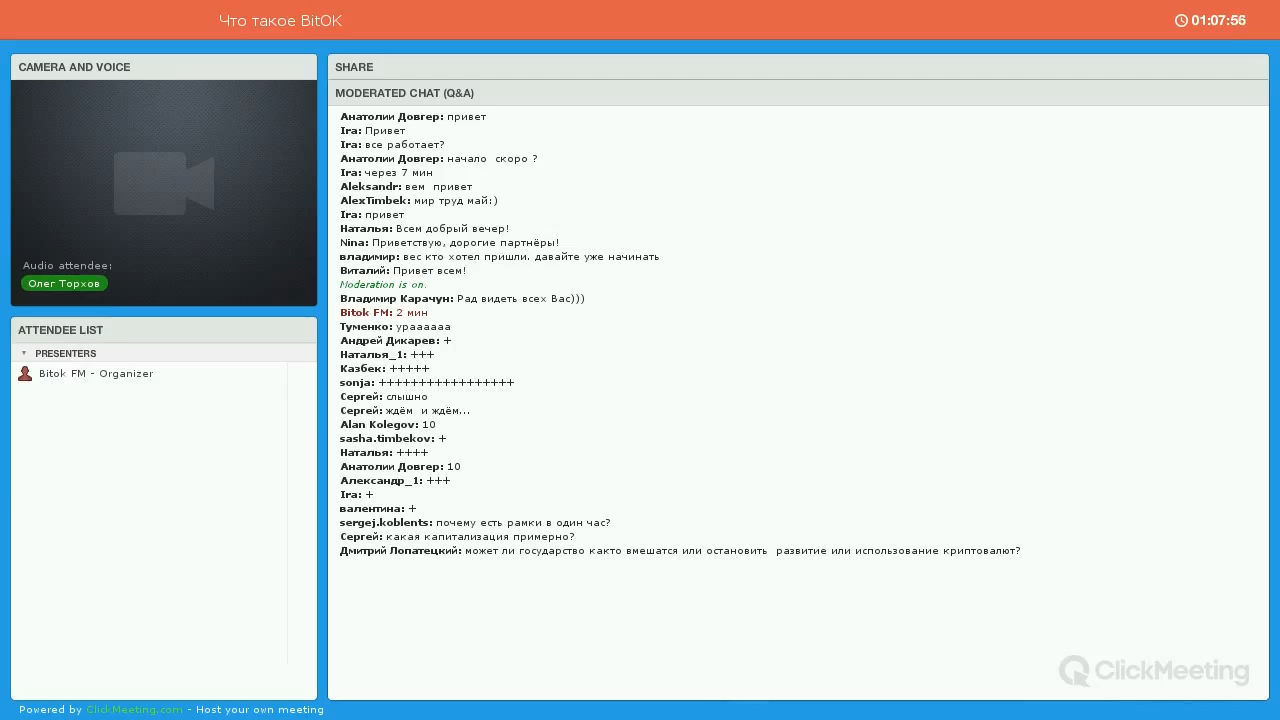 Что такое BitOK
01:07:56
CAMERA AND VOICE
Audio attendee:
Олег Торхов
ATTENDEE LIST
PRESENTERS
Bitok FM - Organizer
SHARE
MODERATED CHAT (Q&A)
Анатолии Довгер: привет
Ira: Привет
Ira: все работает?
Анатолии Довгер: начало скоро ?
Ira: через 7 мин
Aleksandr: вем привет
AlexTimbek: мир труд май:)
Ira: привет
Наталья: Всем добрый вечер!
Nina: Приветствую, дорогие партнёры!
владимир: вес кто хотел пришли. давайте уже начинать
Виталий: Привет всем!
Moderation is on.
Владимир Карачун: Рад видеть всех Вас)))
Bitok FM: 2 мин
Туменко: ураааааа
Андрей Дикарев: +
Наталья_1: +++
Казбек: +++++
sonja: +++++++++++++++++
Сергей: слышно
Сергей: ждём и ждём...
Alan Kolegov: 10
sasha.timbekov: +
Наталья: ++++
Анатолии Довгер: 10
Александр_1: +++
Ira: +
валентина: +
sergej.koblents: почему есть рамки в один час?
Сергей: какая капитализация примерно?
Дмитрий Лопатецкий: может ли государство както вмешатся или остановить развитие или использование криптовалют?
ClickMeeting
Powered by ClickMeeting.com - Host your own meeting